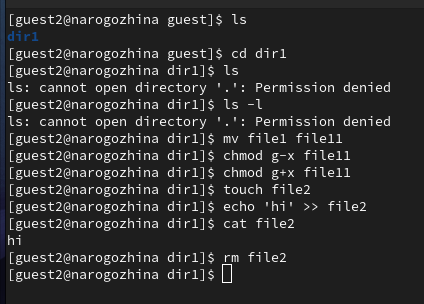 [guest2@narogozhina guest]$ ls
dir1
[guest2@narogozhina guest]$ cd dir1
[guest2@narogozhina dir1]$ ls
ls: cannot open directory '.': Permission denied
[guest2@narogozhina dir1]$ ls -l
ls: cannot open directory '.': Permission denied
[guest2@narogozhina dir1]$ mv file1 file11
[guest2@narogozhina dir1]$ chmod g-x file11
[guest2@narogozhina dir1]$ chmod g+x file11
[guest2@narogozhina dir1]$ touch file2
[guest2@narogozhina dir1]$ echo 'hi' >> file2
[guest2@narogozhina dir1]$ cat file2
hi
[guest2@narogozhina dir1]$ rm file2
[guest2@narogozhina dir1]$